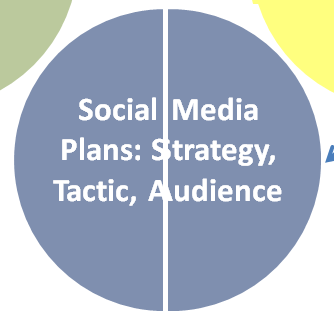 Social Media
Plans: Strategy,
Tactic, Audience